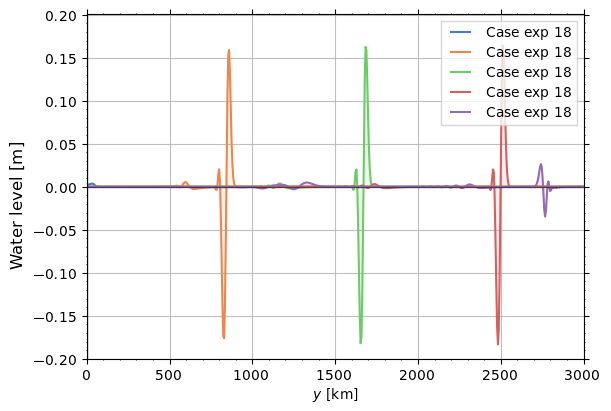 0.20
0.15
0.10
0.05
0.00
−0.05
−0.10
−0.15
−0.20
Water level [m]
Case exp 18
Case exp 18
Case exp 18
Case exp 18
Case exp 18
0 500 1000 1500 2000 2500 3000
y [km]